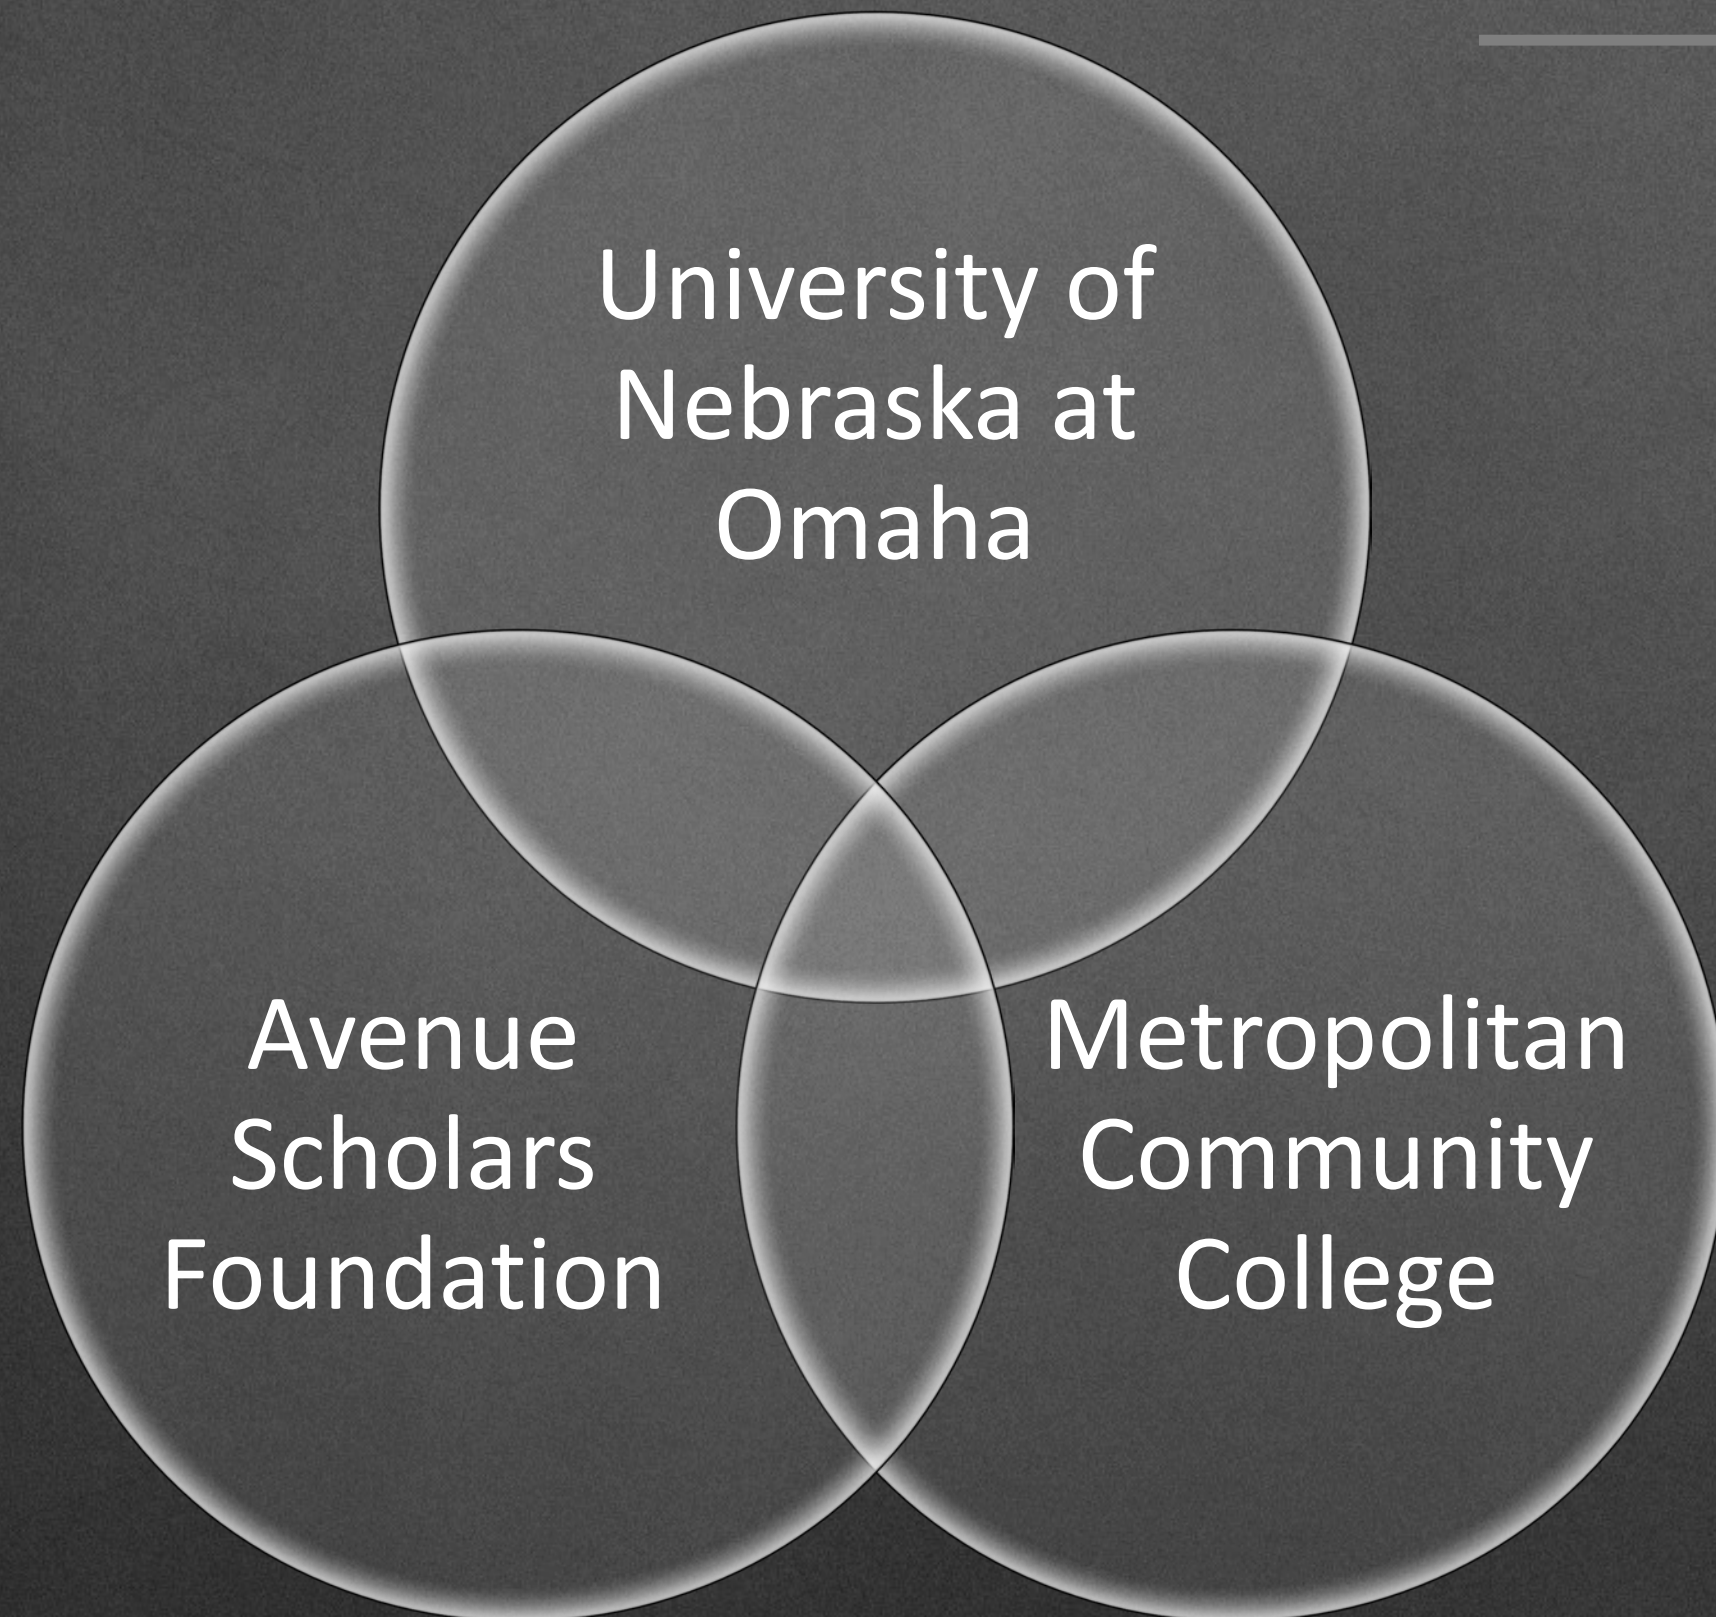 University of
Nebraska at
Omaha
Avenue
Scholars
Foundation
Metropolitan
Community
College